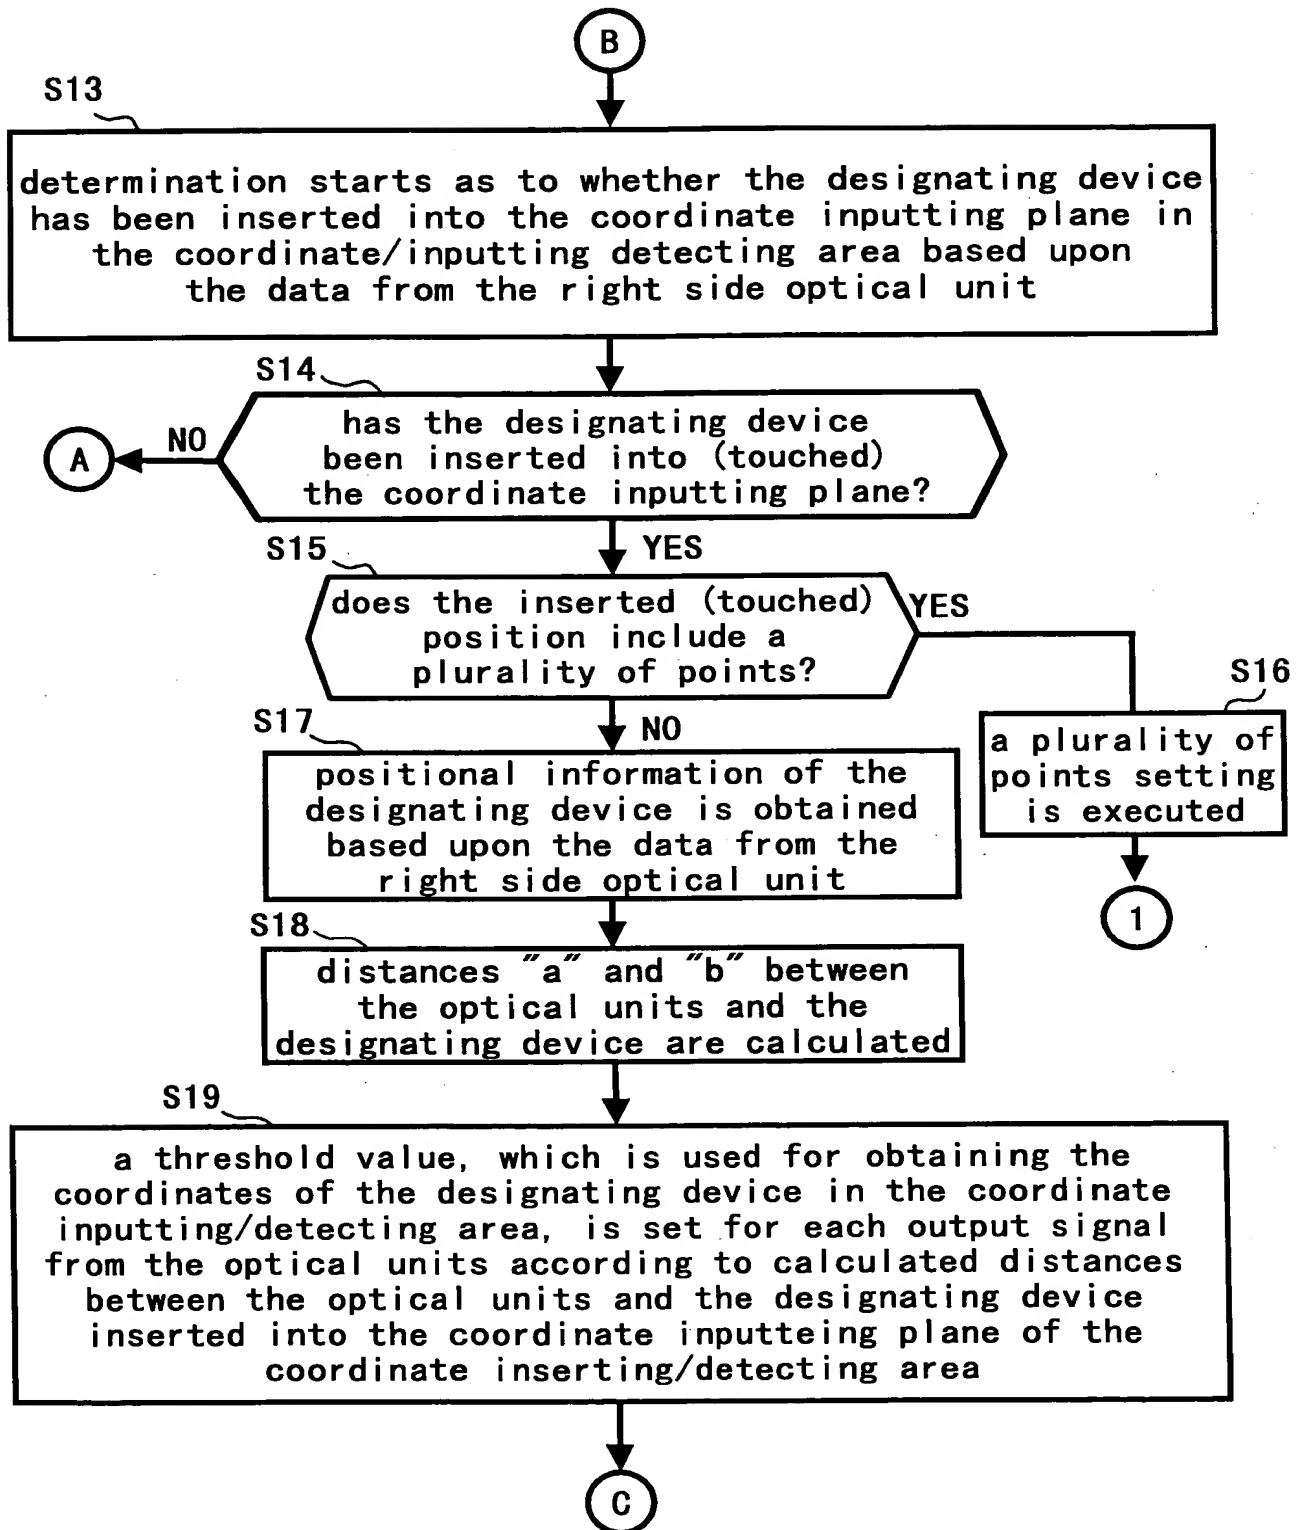 B
S13
determination starts as to whether the designating device
has been inserted into the coordinate inputting plane in
the coordinate/inputting detecting area based upon
the data from the right side optical unit
S14
has the designating device
been inserted into (touched)
the coordinate inputting plane?
NO
A
YES
S15
does the inserted (touched)
position include a
plurality of points?
YES
S16
a plurality of
points setting
is executed
1
NO
S17
positional information of the
designating device is obtained
based upon the data from the
right side optical unit
S18
distances "a" and "b" between
the optical units and the
designating device are calculated
S19
a threshold value, which is used for obtaining the
coordinates of the designating device in the coordinate
inputting/detecting area, is set for each output signal
from the optical units according to calculated distances
between the optical units and the designating device
inserted into the coordinate inputteing plane of the
coordinate inserting/detecting area
C